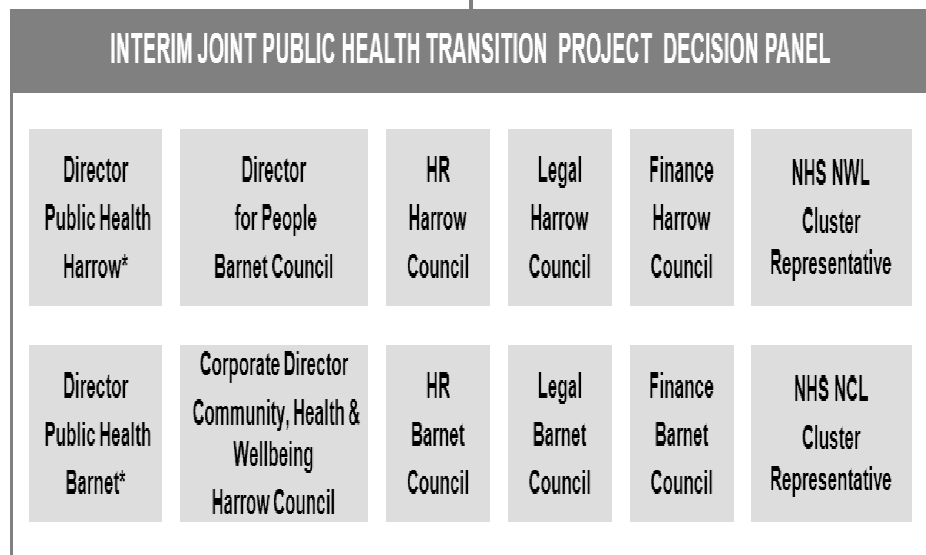 INTERIM JOINT PUBLIC HEALTH TRANSITION PROJECT DECISION PANEL
Director
Public Health
Harrow*
Director
for People
Barnet Council
HR
Harrow
Council
Legal
Harrow
Council
Finance
Harrow
Council
NHS NWL
Cluster
Representative
Director
Public Health
Barnet*
Corporate Director
Community, Health &
Wellbeing
Harrow Council
HR
Barnet
Council
Legal
Barnet
Council
Finance
Barnet
Council
NHS NCL
Cluster
Representative